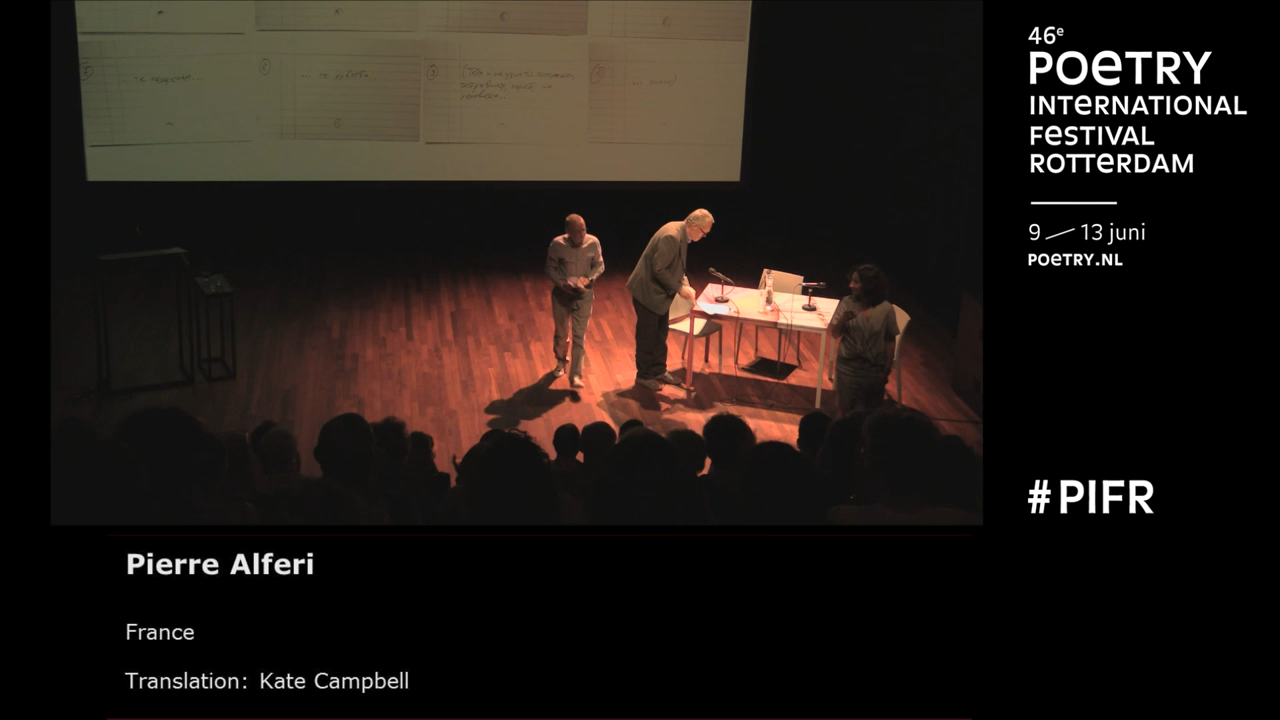 46e
POeTRY
INTeRNATIONAL
FeSTIVAL
ROTTeRDAM
9 — 13 juni
POETRY.NL
#PIFR
Pierre Alferi
France
Translation: Kate Campbell